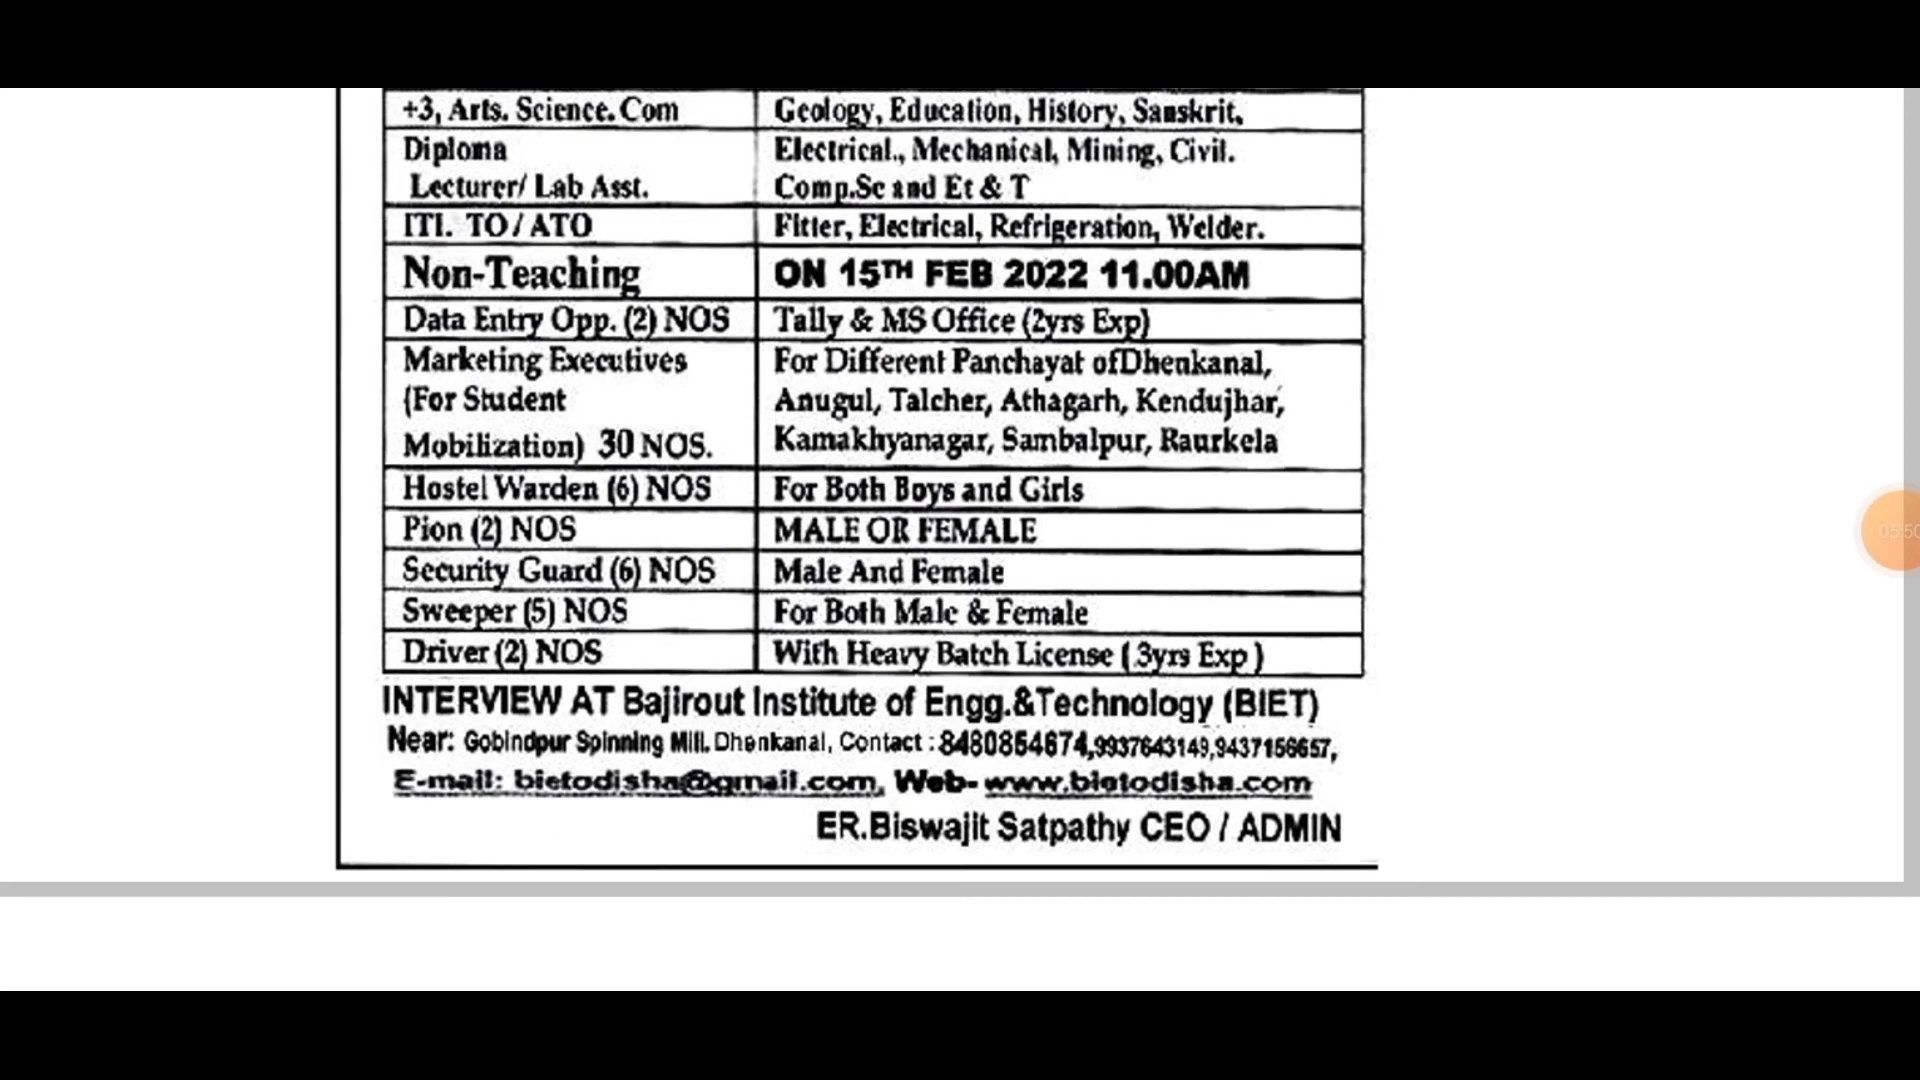 +3, Arts. Science. Com
Geology, Education, History, Sanskrit,
Diploma
Lecturer/ Lab Asst.
Electrical., Mechanical, Mining, Civil.
Comp.Sc and Et & T
ITI. TO / ATO
Fitter, Electrical, Refrigeration, Welder.
Non-Teaching
ON 15TH FEB 2022 11.00AM
Data Entry Opp. (2) NOS
Tally & MS Office (2yrs Exp)
Marketing Executives
(For Student
Mobilization) 30 NOS.
For Different Panchayat ofDhenkanal,
Anugul, Talcher, Athagarh, Kendujhar,
Kamakhyanagar, Sambalpur, Raurkela
Hostel Warden (6) NOS
For Both Boys and Girls
Pion (2) NOS
MALE OR FEMALE
Security Guard (6) NOS
Male And Female
Sweeper (5) NOS
For Both Male & Female
Driver (2) NOS
With Heavy Batch License ( 3yrs Exp )
INTERVIEW AT Bajirout Institute of Engg.&Technology (BIET)
Near: Gobindpur Spinning Mill. Dhenkanal, Contact : 8480854674,9937643149,9437156657,
E-mail: bietodisha@gmail.com, Web- www.bietodisha.com
ER.Biswajit Satpathy CEO / ADMIN
05:50